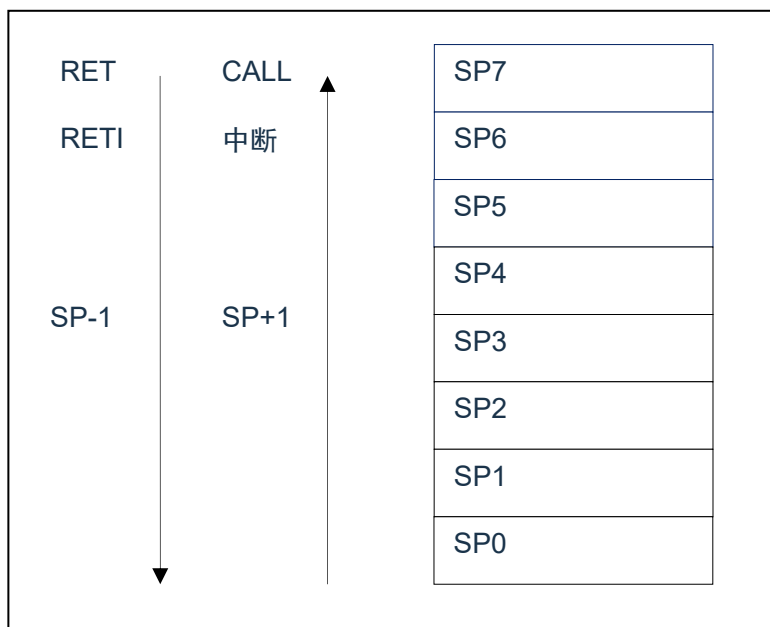 RET CALL SP7
RETI 中断 SP6
SP5
SP4
SP-1 SP+1
SP3
SP2
SP1
SP0